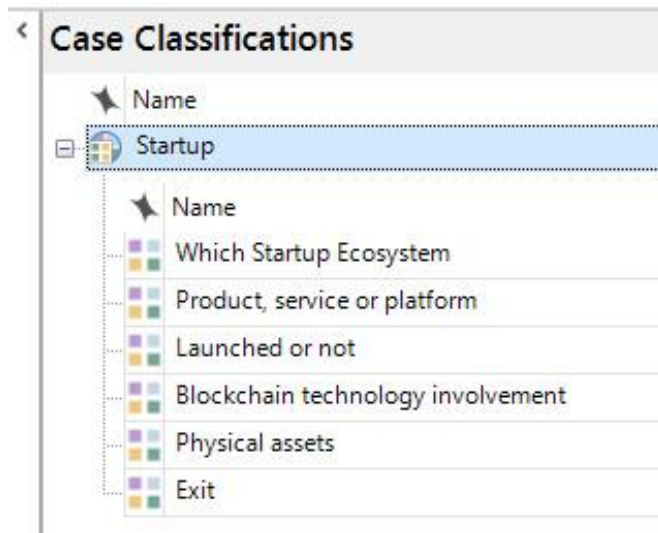 Case Classifications
Name
Startup
Name
Which Startup Ecosystem
Product, service or platform
Launched or not
Blockchain technology involvement
Physical assets
Exit